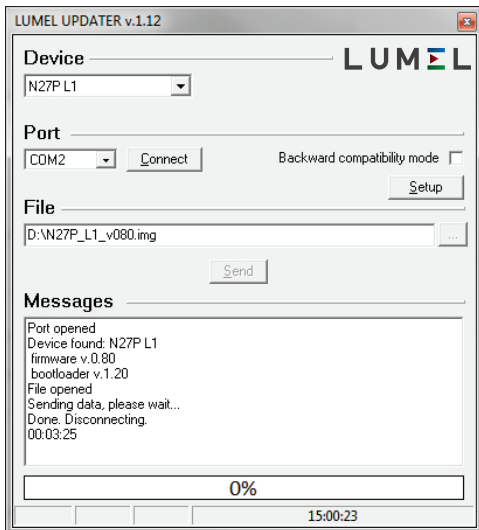 LUMEL UPDATER v.1.12
Device
LUMEL
N27P L1
Port
COM2
Connect
Backward compatibility mode
Setup
File
D:\N27P_L1_v080.img
...
Send
Messages
Port opened
Device found: N27P L1
firmware v.0.80
bootloader v.1.20
File opened
Sending data, please wait...
Done. Disconnecting.
00:03:25
0%
15:00:23